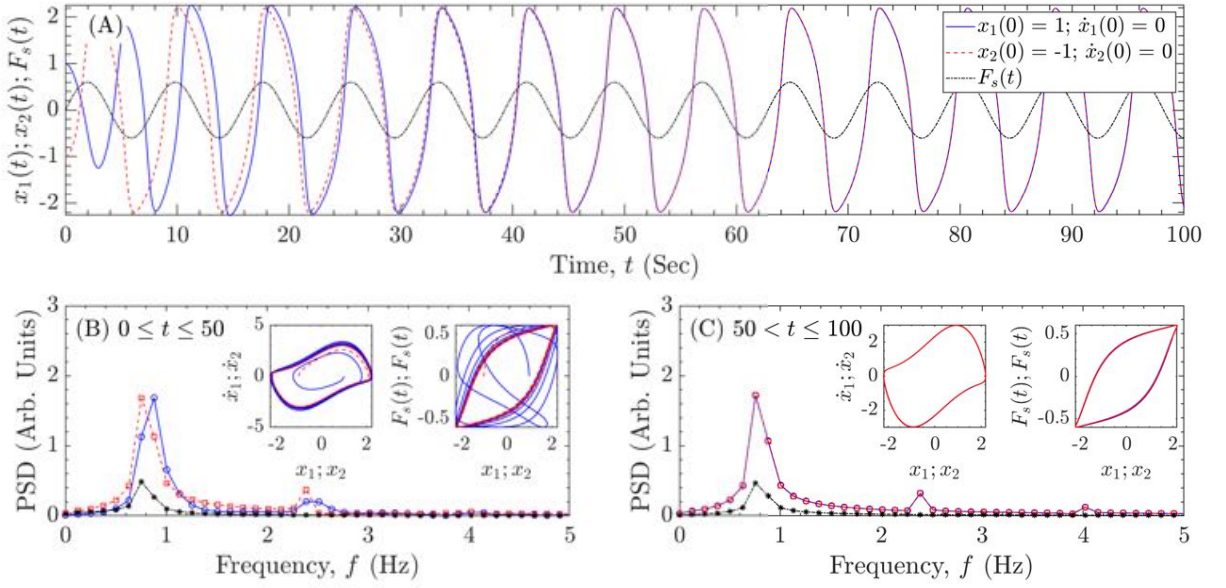 (A)
x₁(t); x₂(t); Fₛ(t)
2
1
0
-1
-2
x₁(0) = 1; ẋ₁(0) = 0
x₂(0) = -1; ẋ₂(0) = 0
Fₛ(t)
0 10 20 30 40 50 60 70 80 90 100
Time, t (Sec)
(B) 0 ≤ t ≤ 50
PSD (Arb. Units)
3
2
1
0
ẋ₁; ẋ₂
5
0
-5
-2 0 2
x₁; x₂
Fₛ(t); Fₛ(t)
0.5
0
-0.5
-2 0 2
x₁; x₂
0 1 2 3 4 5
Frequency, f (Hz)
(C) 50 < t ≤ 100
PSD (Arb. Units)
3
2
1
0
ẋ₁; ẋ₂
2
0
-2
-2 0 2
x₁; x₂
Fₛ(t); Fₛ(t)
0.5
0
-0.5
-2 0 2
x₁; x₂
0 1 2 3 4 5
Frequency, f (Hz)